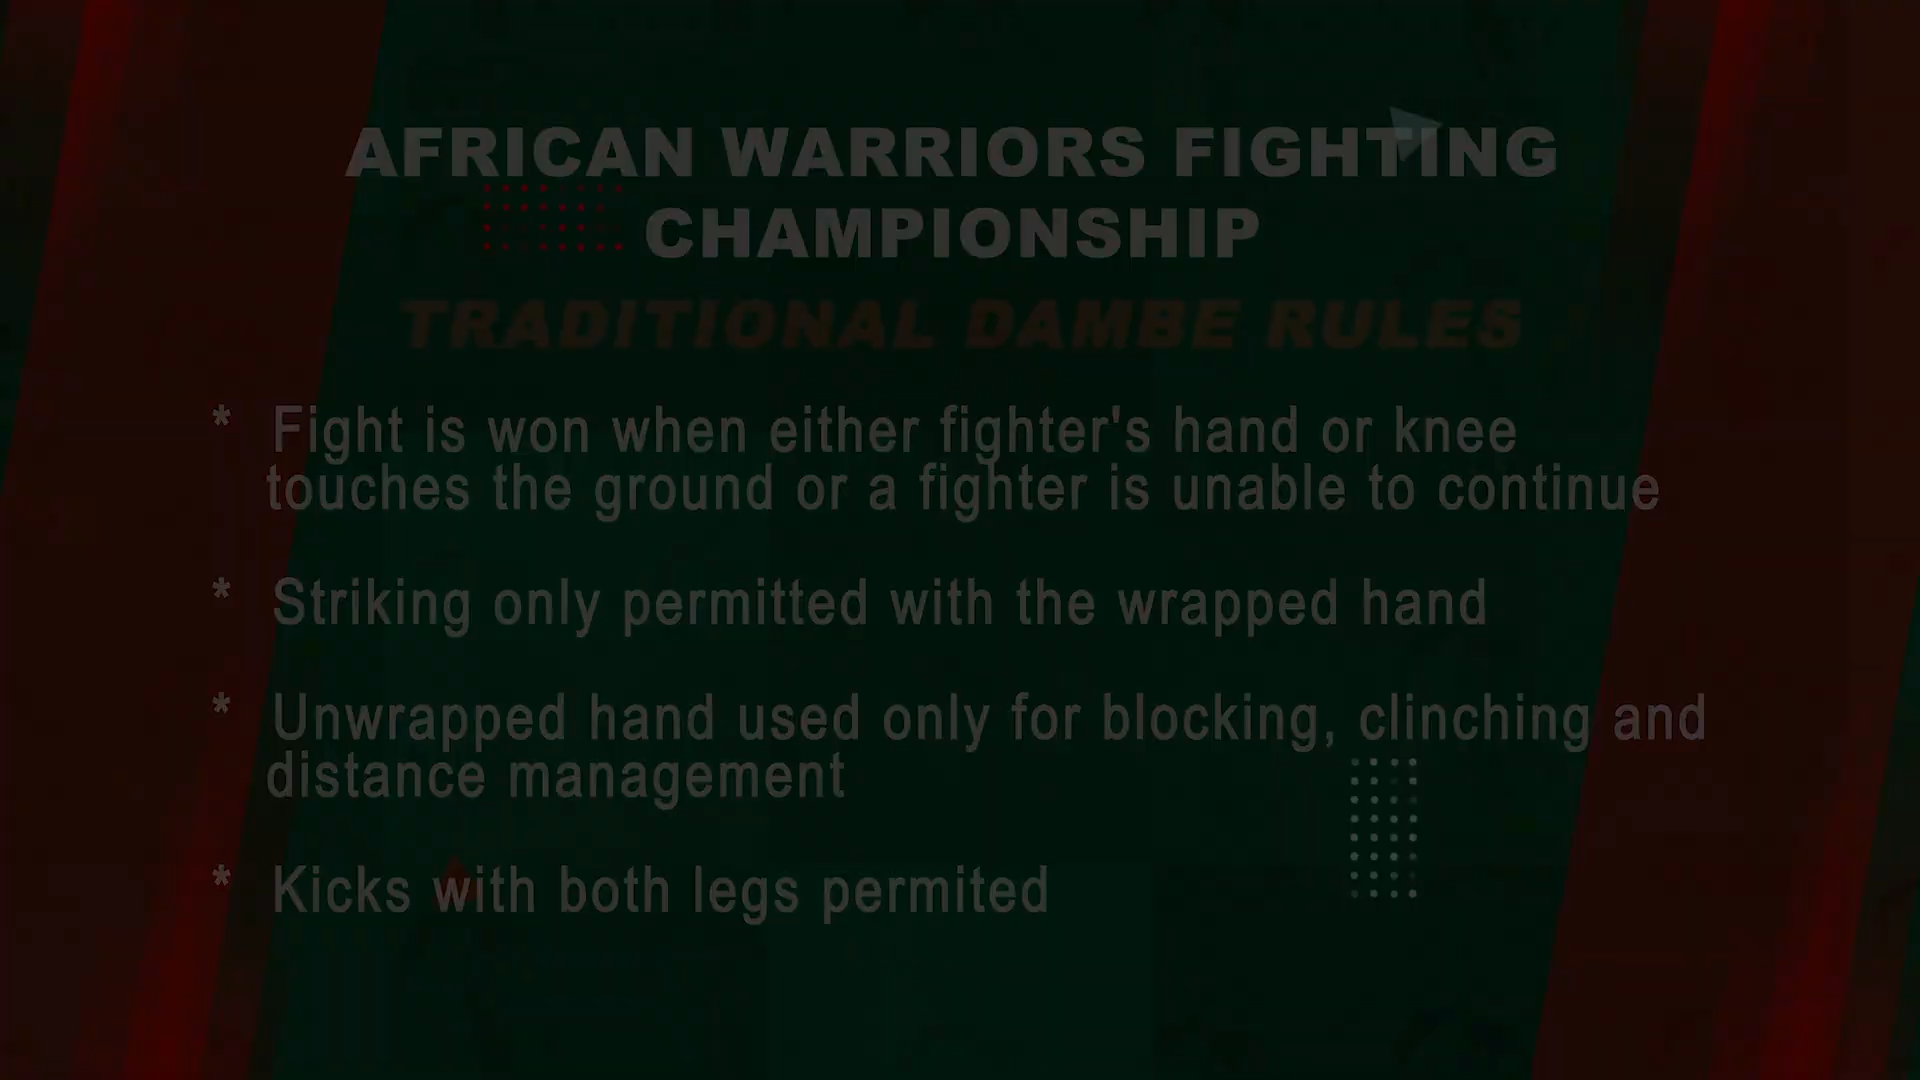 AFRICAN WARRIORS FIGHTING
CHAMPIONSHIP
TRADITIONAL DAMBE RULES
* Fight is won when either fighter's hand or knee
touches the ground or a fighter is unable to continue
* Striking only permitted with the wrapped hand
* Unwrapped hand used only for blocking, clinching and
distance management
* Kicks with both legs permited